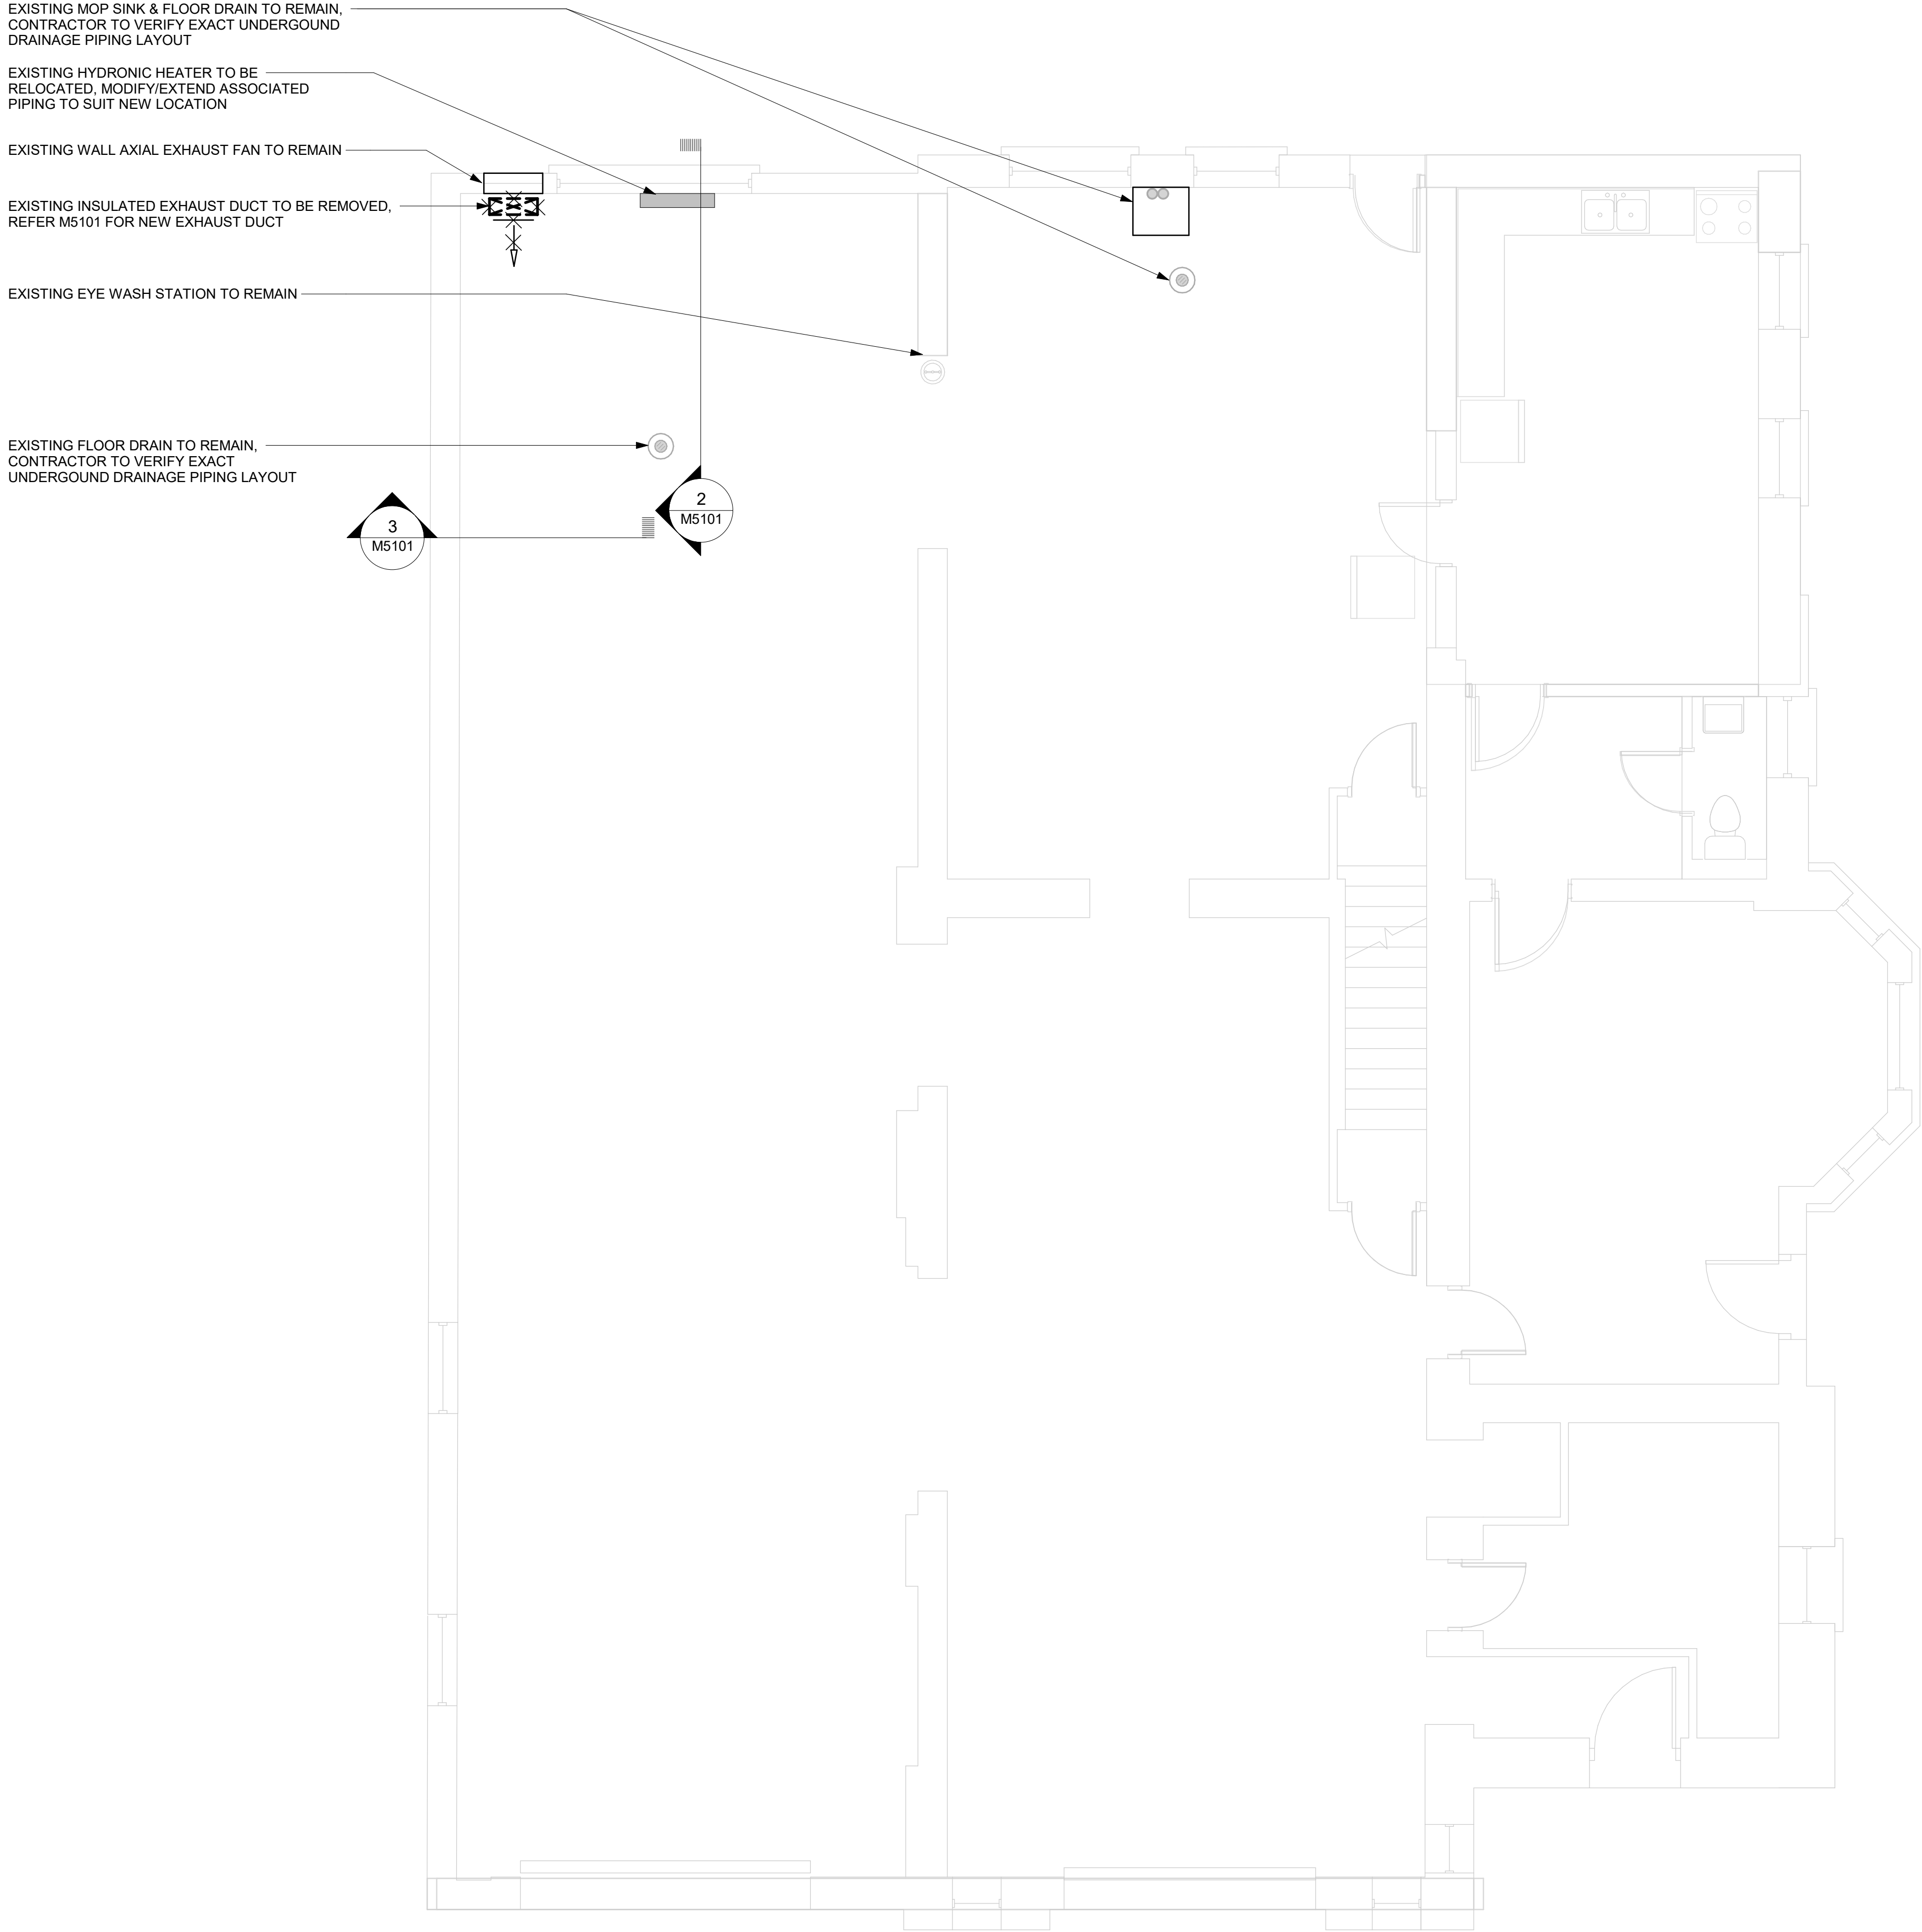 EXISTING MOP SINK & FLOOR DRAIN TO REMAIN,
CONTRACTOR TO VERIFY EXACT UNDERGOUND
DRAINAGE PIPING LAYOUT
EXISTING HYDRONIC HEATER TO BE
RELOCATED, MODIFY/EXTEND ASSOCIATED
PIPING TO SUIT NEW LOCATION
EXISTING WALL AXIAL EXHAUST FAN TO REMAIN
EXISTING INSULATED EXHAUST DUCT TO BE REMOVED,
REFER M5101 FOR NEW EXHAUST DUCT
EXISTING EYE WASH STATION TO REMAIN
EXISTING FLOOR DRAIN TO REMAIN,
CONTRACTOR TO VERIFY EXACT
UNDERGOUND DRAINAGE PIPING LAYOUT
3
M5101
2
M5101